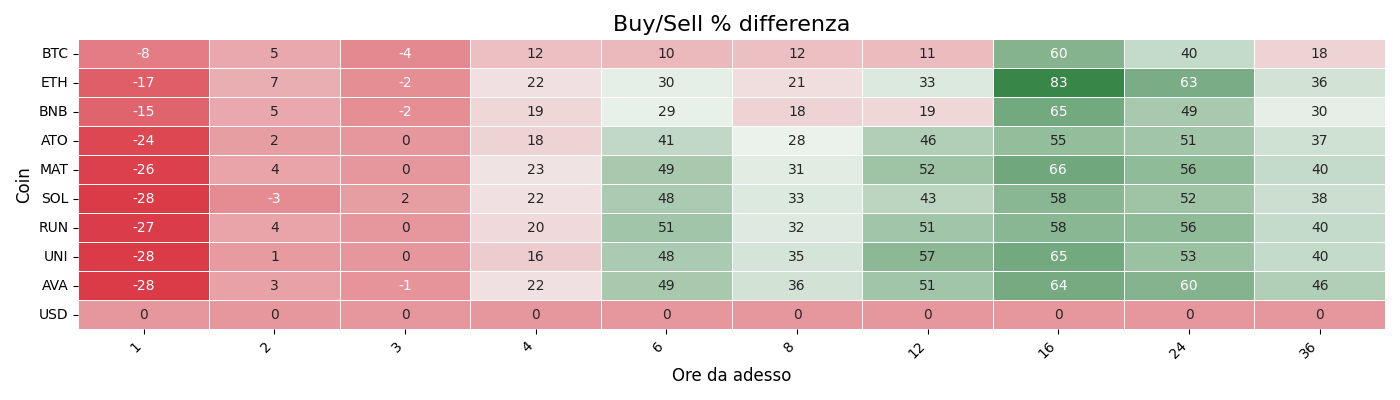 Buy/Sell % differenza
Coin
BTC -8 5 -4 12 10 12 11 60 40 18
ETH -17 7 -2 22 30 21 33 83 63 36
BNB -15 5 -2 19 29 18 19 65 49 30
ATO -24 2 0 18 41 28 46 55 51 37
MAT -26 4 0 23 49 31 52 66 56 40
SOL -28 -3 2 22 48 33 43 58 52 38
RUN -27 4 0 20 51 32 51 58 56 40
UNI -28 1 0 16 48 35 57 65 53 40
AVA -28 3 -1 22 49 36 51 64 60 46
USD 0 0 0 0 0 0 0 0 0 0
1 2 3 4 6 8 12 16 24 36
Ore da adesso